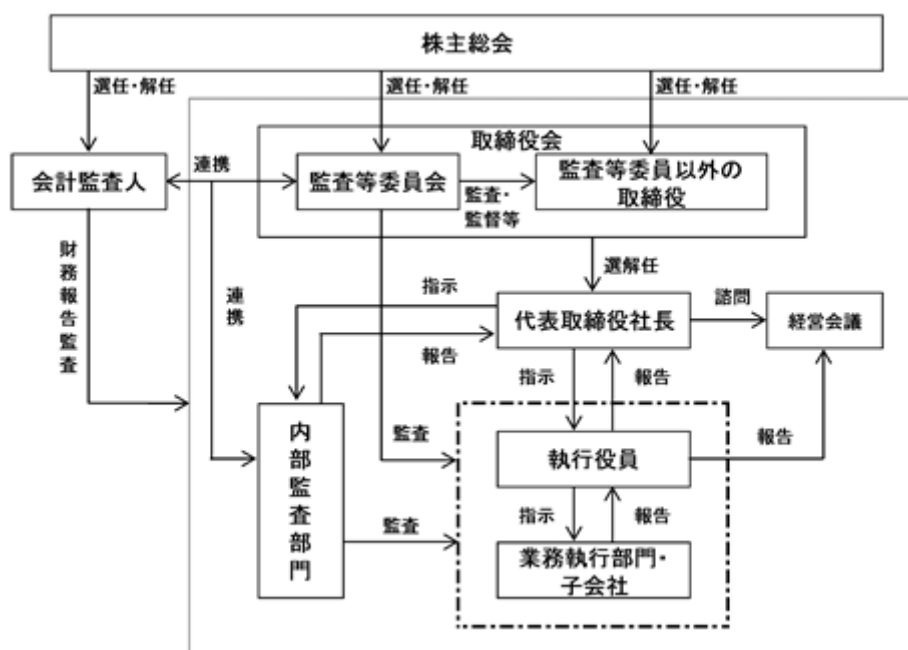 株主総会
選任・解任
選任・解任
選任・解任
取締役会
会計監査人
連携
監査等委員会
監査・
監督等
監査等委員以外の
取締役
財務報告監査
連携
選解任
指示
代表取締役社長
諮問
経営会議
報告
指示
報告
内部監査部門
監査
執行役員
報告
監査
指示
報告
業務執行部門・
子会社